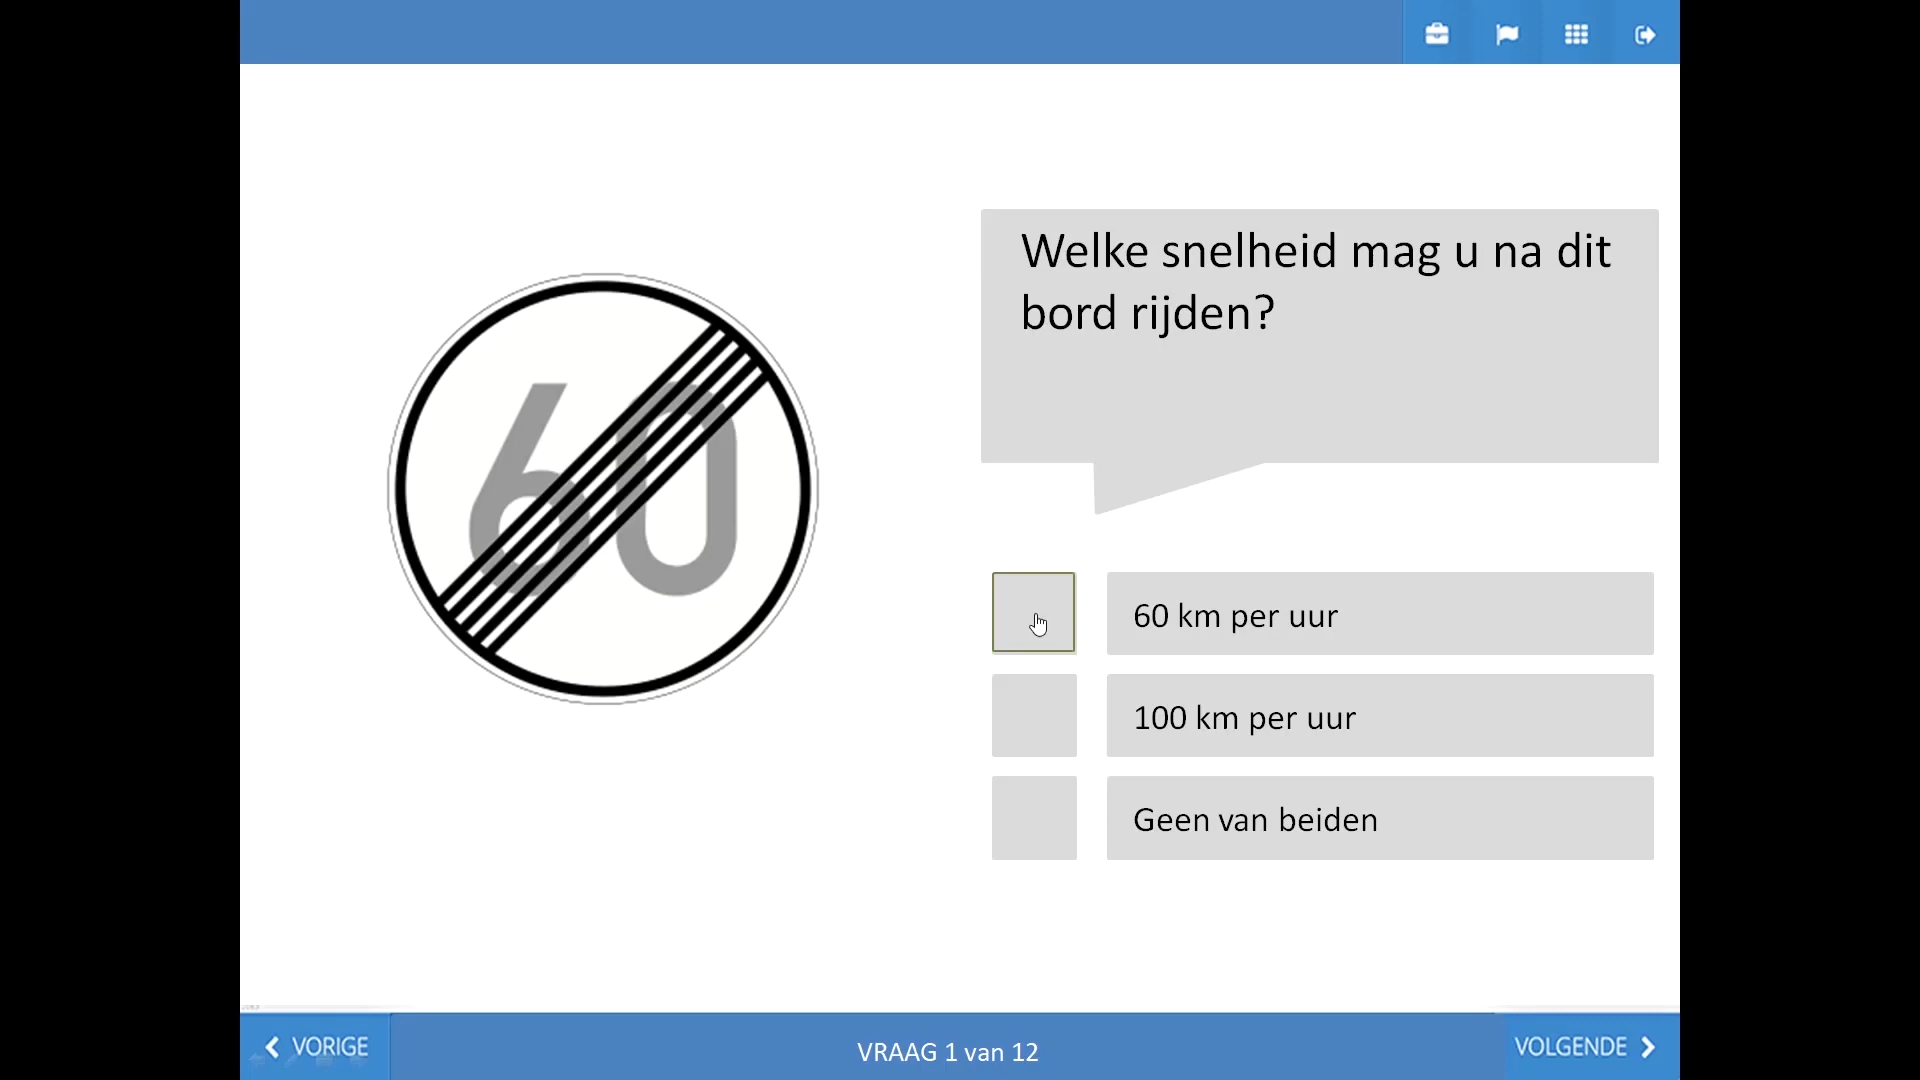 60
Welke snelheid mag u na dit
bord rijden?
60 km per uur
100 km per uur
Geen van beiden
VORIGE
VRAAG 1 van 12
VOLGENDE